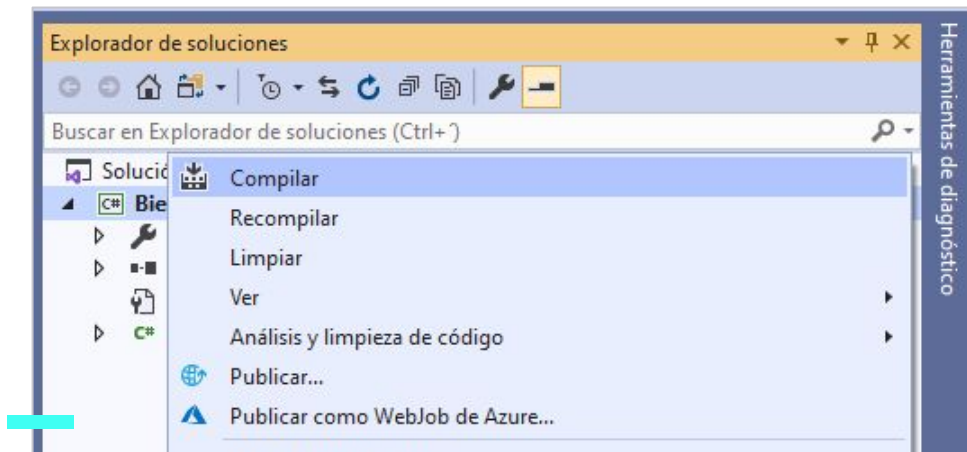 Explorador de soluciones
Buscar en Explorador de soluciones (Ctrl+´)
Solució
C# Bie
C#
Compilar
Recompilar
Limpiar
Ver
Análisis y limpieza de código
Publicar...
Publicar como WebJob de Azure...
Herramientas de diagnóstico